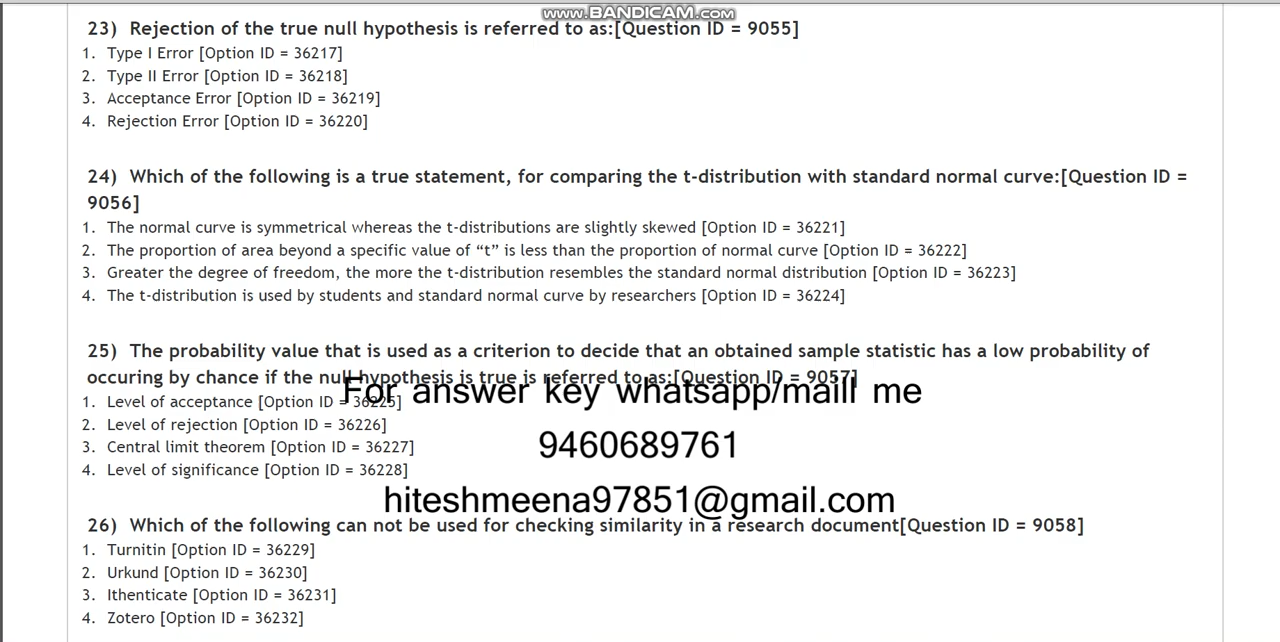 www.BANDICAM.com
23) Rejection of the true null hypothesis is referred to as:[Question ID = 9055]
1. Type I Error [Option ID = 36217]
2. Type II Error [Option ID = 36218]
3. Acceptance Error [Option ID = 36219]
4. Rejection Error [Option ID = 36220]
24) Which of the following is a true statement, for comparing the t-distribution with standard normal curve:[Question ID =
9056]
1. The normal curve is symmetrical whereas the t-distributions are slightly skewed [Option ID = 36221]
2. The proportion of area beyond a specific value of “t” is less than the proportion of normal curve [Option ID = 36222]
3. Greater the degree of freedom, the more the t-distribution resembles the standard normal distribution [Option ID = 36223]
4. The t-distribution is used by students and standard normal curve by researchers [Option ID = 36224]
25) The probability value that is used as a criterion to decide that an obtained sample statistic has a low probability of
occuring by chance if the null hypothesis is true is referred to as:[Question ID = 9057]
For answer key whatsapp/maill me
1. Level of acceptance [Option ID = 36225]
2. Level of rejection [Option ID = 36226]
9460689761
3. Central limit theorem [Option ID = 36227]
4. Level of significance [Option ID = 36228]
hiteshmeena97851@gmail.com
26) Which of the following can not be used for checking similarity in a research document[Question ID = 9058]
1. Turnitin [Option ID = 36229]
2. Urkund [Option ID = 36230]
3. Ithenticate [Option ID = 36231]
4. Zotero [Option ID = 36232]